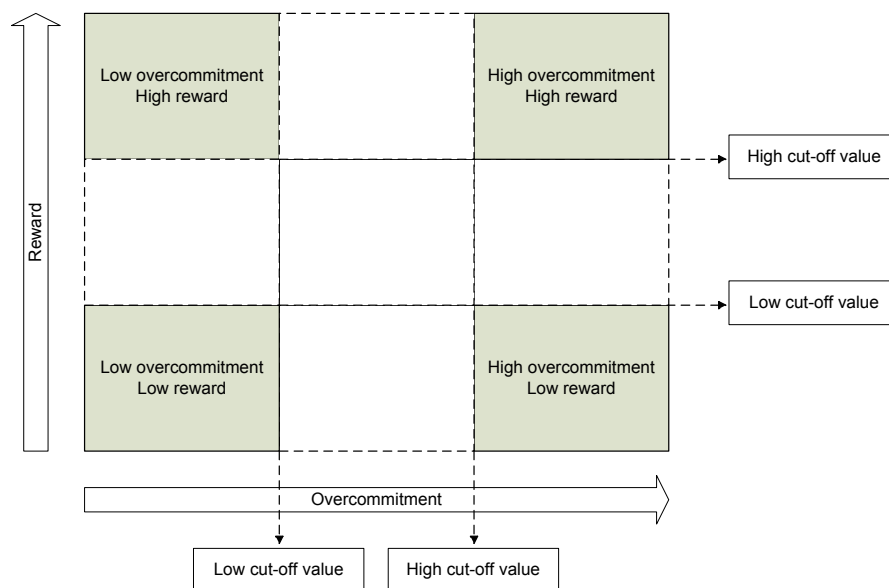 Low overcommitment
High reward
High overcommitment
High reward
High cut-off value
Reward
Low cut-off value
Low overcommitment
Low reward
High overcommitment
Low reward
Overcommitment
Low cut-off value
High cut-off value